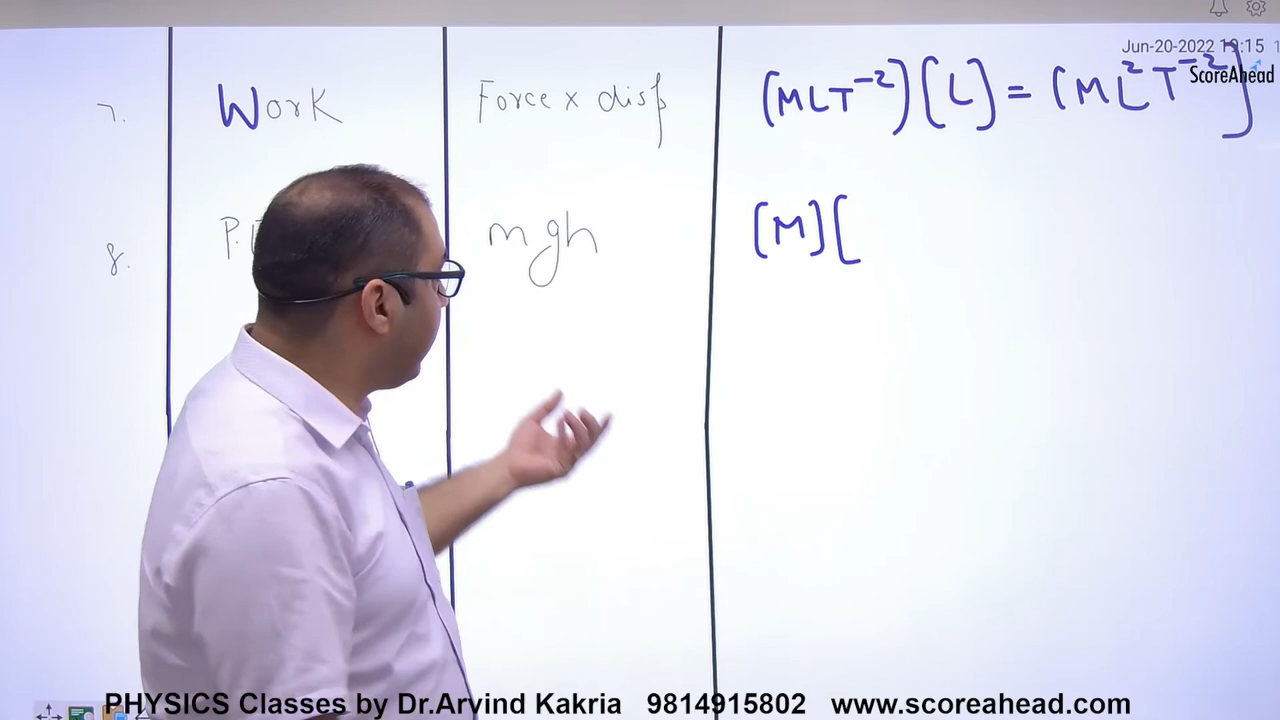 Jun-20-2022 19:15
ScoreAhead
7. Work Force x disp (MLT⁻²) [L] = (ML²T⁻²]
8. P. mgh [M] [
PHYSICS Classes by Dr.Arvind Kakria 9814915802 www.scoreahead.com